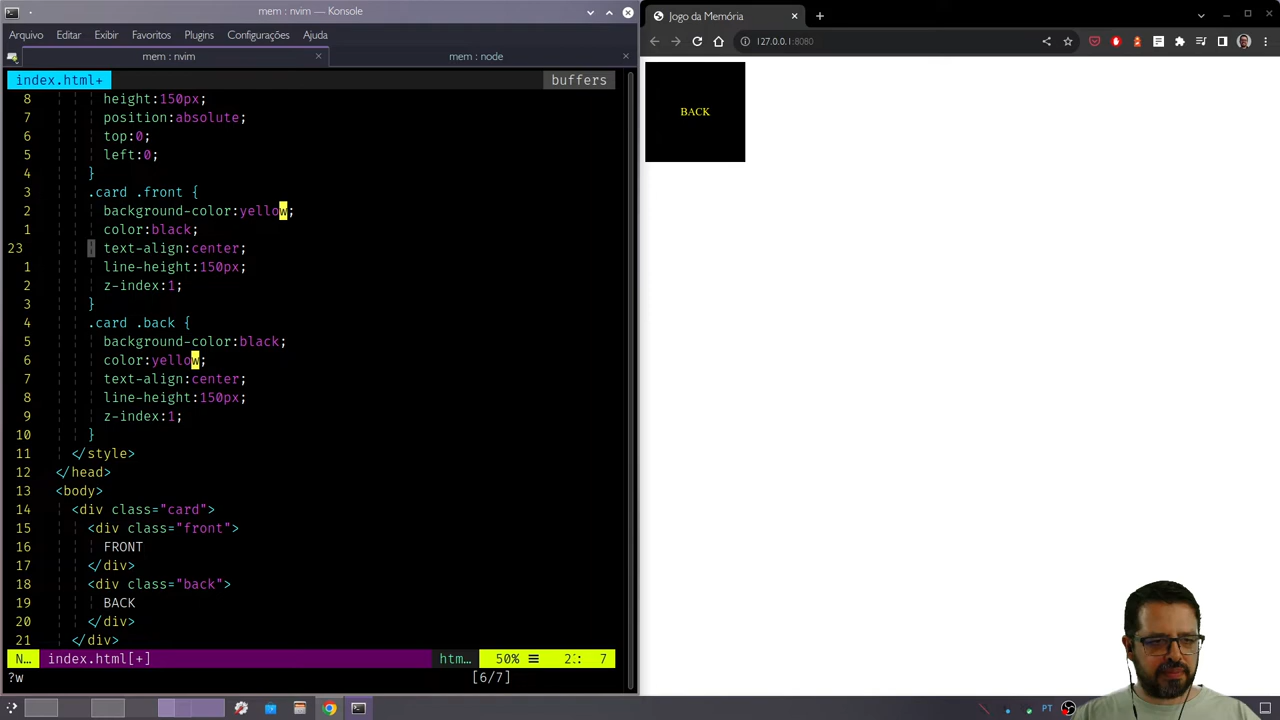 mem : nvim — Konsole
Arquivo Editar Exibir Favoritos Plugins Configurações Ajuda
mem : nvim
mem : node
index.html+
buffers
8 height:150px;
7 position:absolute;
6 top:0;
5 left:0;
4 }
3 .card .front {
2 background-color:yellow;
1 color:black;
23 text-align:center;
1 line-height:150px;
2 z-index:1;
3 }
4 .card .back {
5 background-color:black;
6 color:yellow;
7 text-align:center;
8 line-height:150px;
9 z-index:1;
10 }
11 </style>
12 </head>
13 <body>
14 <div class="card">
15 <div class="front">
16 FRONT
17 </div>
18 <div class="back">
19 BACK
20 </div>
21 </div>
N… index.html[+] htm… 50% 7
?w [6/7]
Jogo da Memória
127.0.0.1:8080
BACK
PT